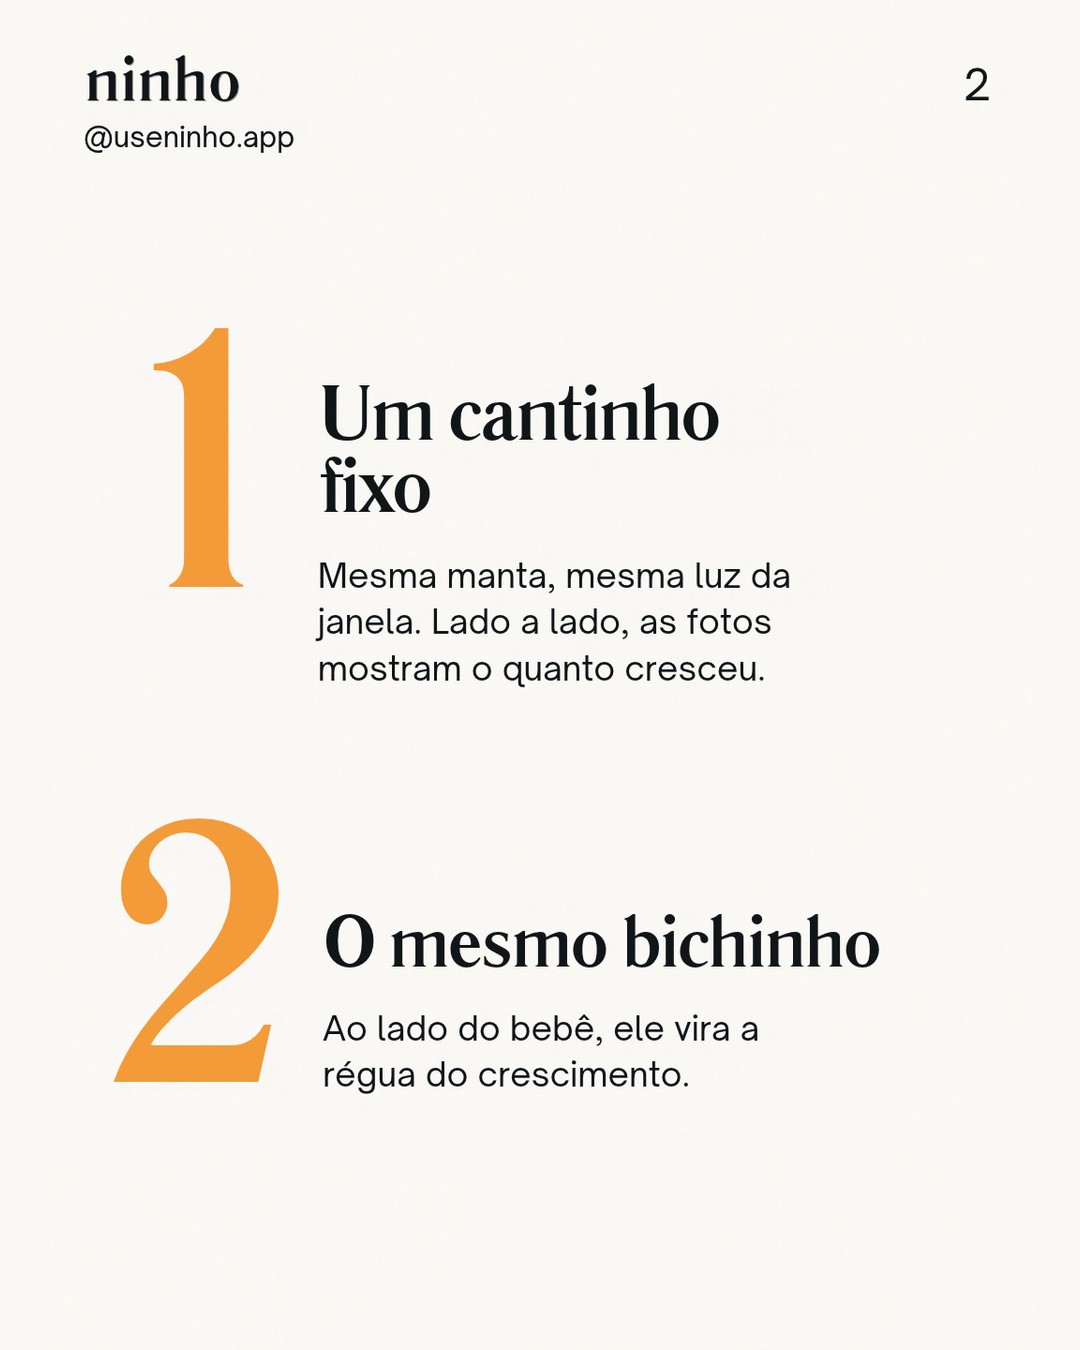 ninho
@useninho.app
2
1
Um cantinho
fixo
Mesma manta, mesma luz da
janela. Lado a lado, as fotos
mostram o quanto cresceu.
2
O mesmo bichinho
Ao lado do bebê, ele vira a
régua do crescimento.